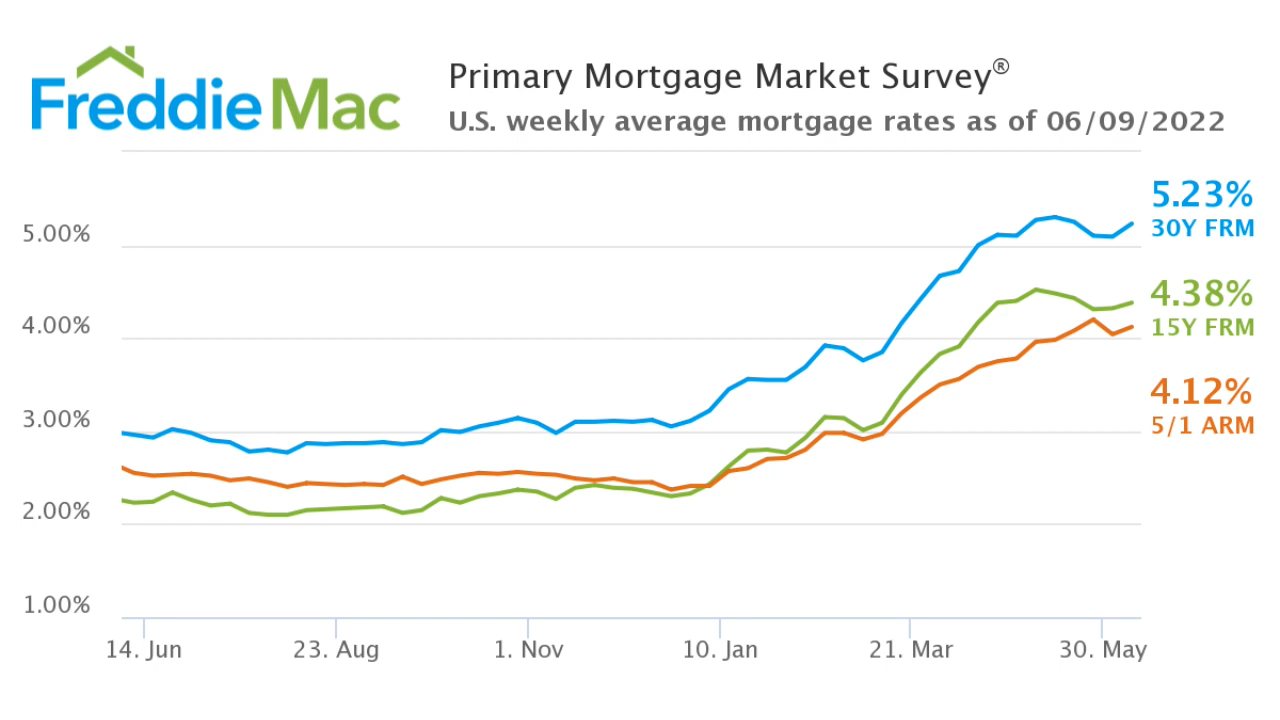 Freddie Mac
Primary Mortgage Market Survey®
U.S. weekly average mortgage rates as of 06/09/2022
5.23%
30Y FRM
4.38%
15Y FRM
4.12%
5/1 ARM
5.00%
4.00%
3.00%
2.00%
1.00%
14. Jun
23. Aug
1. Nov
10. Jan
21. Mar
30. May